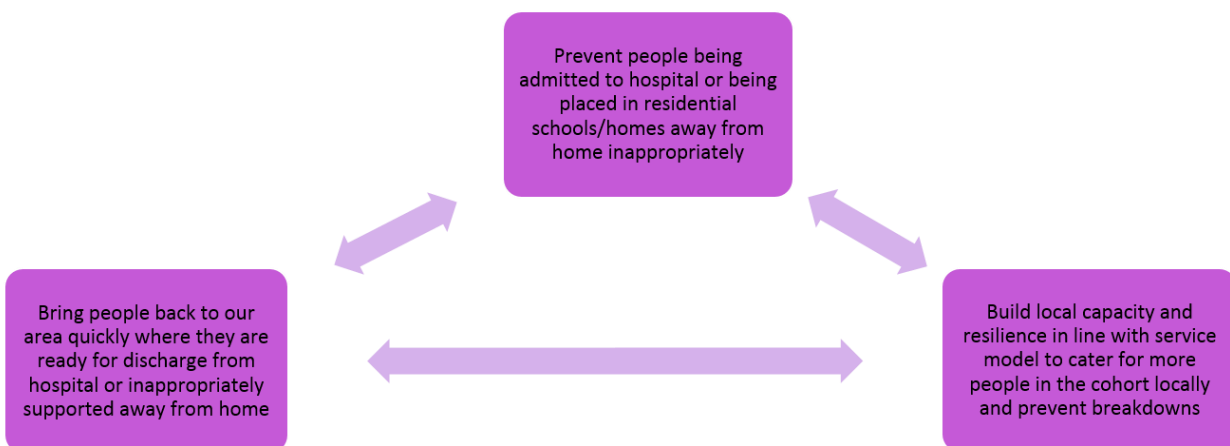 Prevent people being
admitted to hospital or being
placed in residential
schools/homes away from
home inappropriately
Bring people back to our
area quickly where they are
ready for discharge from
hospital or inappropriately
supported away from home
Build local capacity and
resilience in line with service
model to cater for more
people in the cohort locally
and prevent breakdowns